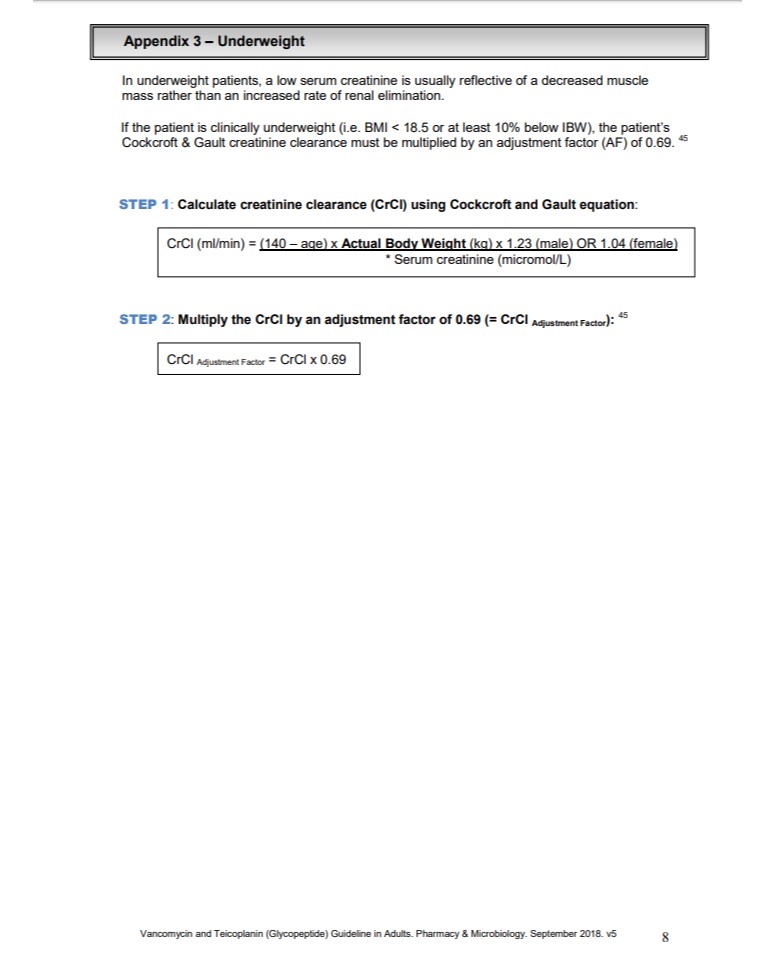 Appendix 3 – Underweight
In underweight patients, a low serum creatinine is usually reflective of a decreased muscle
mass rather than an increased rate of renal elimination.
If the patient is clinically underweight (i.e. BMI < 18.5 or at least 10% below IBW), the patient's
Cockcroft & Gault creatinine clearance must be multiplied by an adjustment factor (AF) of 0.69. 45
STEP 1: Calculate creatinine clearance (CrCl) using Cockcroft and Gault equation:
CrCl (ml/min) = (140 – age) x Actual Body Weight (kg) x 1.23 (male) OR 1.04 (female)
* Serum creatinine (micromol/L)
STEP 2: Multiply the CrCl by an adjustment factor of 0.69 (= CrCl Adjustment Factor): 45
CrCl Adjustment Factor = CrCl x 0.69
Vancomycin and Teicoplanin (Glycopeptide) Guideline in Adults. Pharmacy & Microbiology. September 2018. v5 8